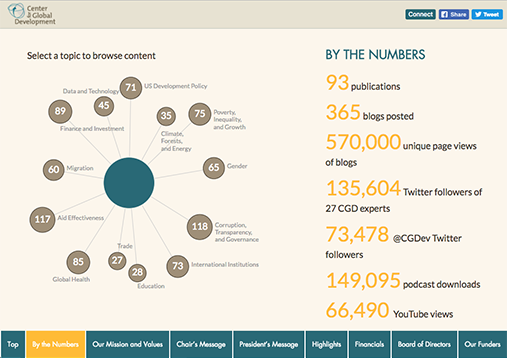 Center
for
Global
Development
Connect
Share
Tweet
Select a topic to browse content
71
US Development Policy
Data and Technology
45
89
Finance and Investment
35
Climate,
Forests,
and Energy
75
Poverty,
Inequality,
and Growth
60
Migration
65
Gender
117
Aid Effectiveness
118
Corruption,
Transparency,
and Governance
85
Global Health
Trade
27
28
Education
73
International Institutions
BY THE NUMBERS
93 publications
365 blogs posted
570,000 unique page views
of blogs
135,604 Twitter followers of
27 CGD experts
73,478 @CGDev Twitter
followers
149,095 podcast downloads
66,490 YouTube views
Top
By the Numbers
Our Mission and Values
Chair's Message
President's Message
Highlights
Financials
Board of Directors
Our Funders